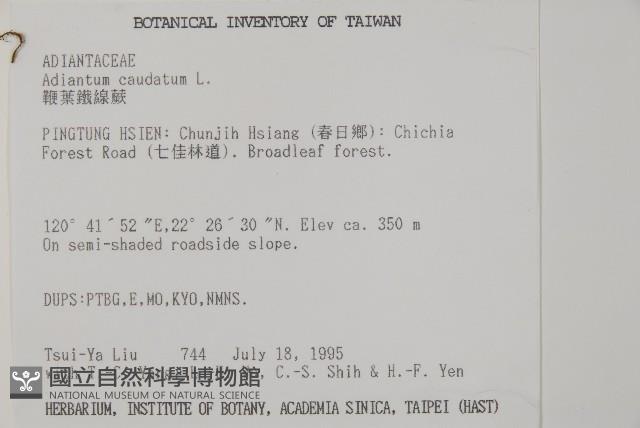 BOTANICAL INVENTORY OF TAIWAN
ADIANTACEAE
Adiantum caudatum L.
鞭葉鐵線蕨
PINGTUNG HSIEN: Chunjih Hsiang (春日鄉): Chichia
Forest Road (七佳林道). Broadleaf forest.
120° 41´52 ″E,22° 26´30 ″N. Elev ca. 350 m
On semi-shaded roadside slope.
DUPS:PTBG,E,MO,KYO,NMNS.
Tsui-Ya Liu 744 July 18, 1995
C.-S. Shih & H.-F. Yen
國立自然科學博物館
NATIONAL MUSEUM OF NATURAL SCIENCE
HERBARIUM, INSTITUTE OF BOTANY, ACADEMIA SINICA, TAIPEI (HAST)